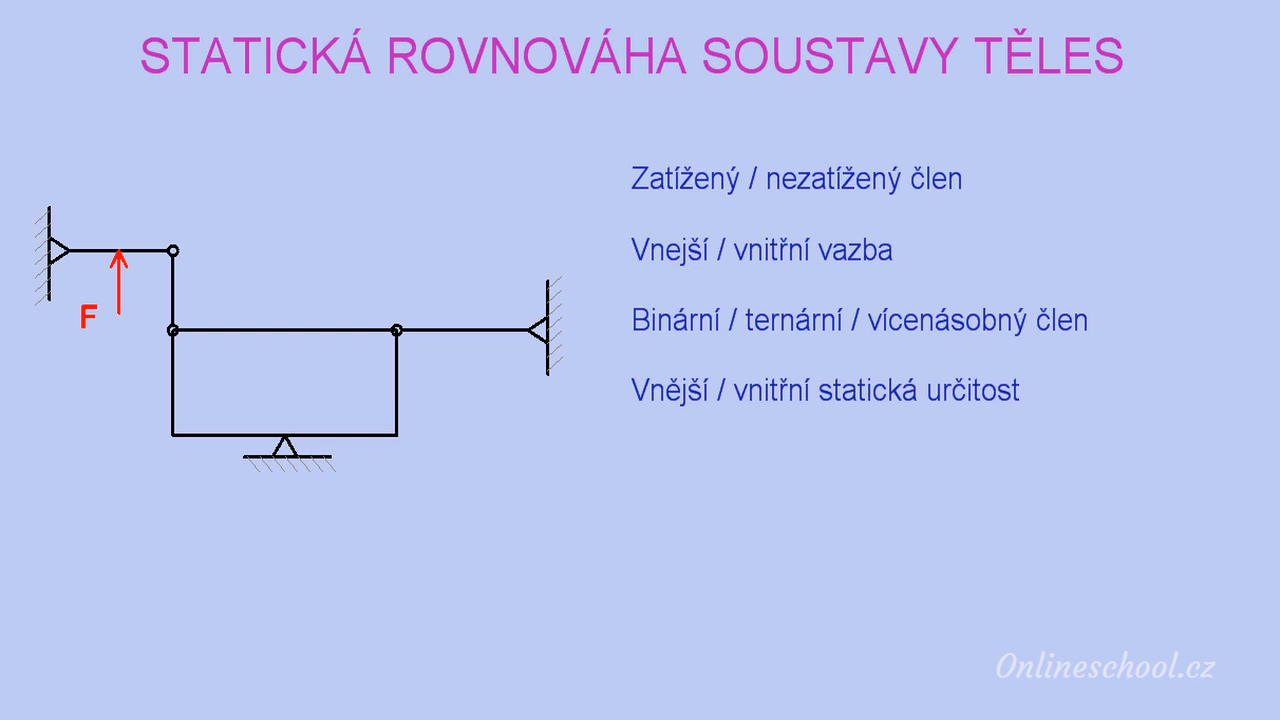 STATICKÁ ROVNOVÁHA SOUSTAVY TĚLES
Zatížený / nezatížený člen
Vnejší / vnitřní vazba
F
Binární / ternární / vícenásobný člen
Vnější / vnitřní statická určitost
Onlineschool.cz